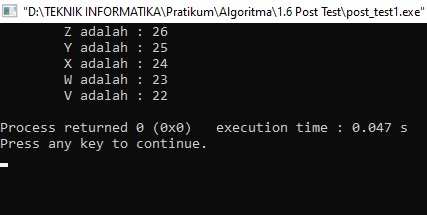 "D:\TEKNIK INFORMATIKA\Pratikum\Algoritma\1.6 Post Test\post_test1.exe"
Z adalah : 26
Y adalah : 25
X adalah : 24
W adalah : 23
V adalah : 22
Process returned 0 (0x0)   execution time : 0.047 s
Press any key to continue.